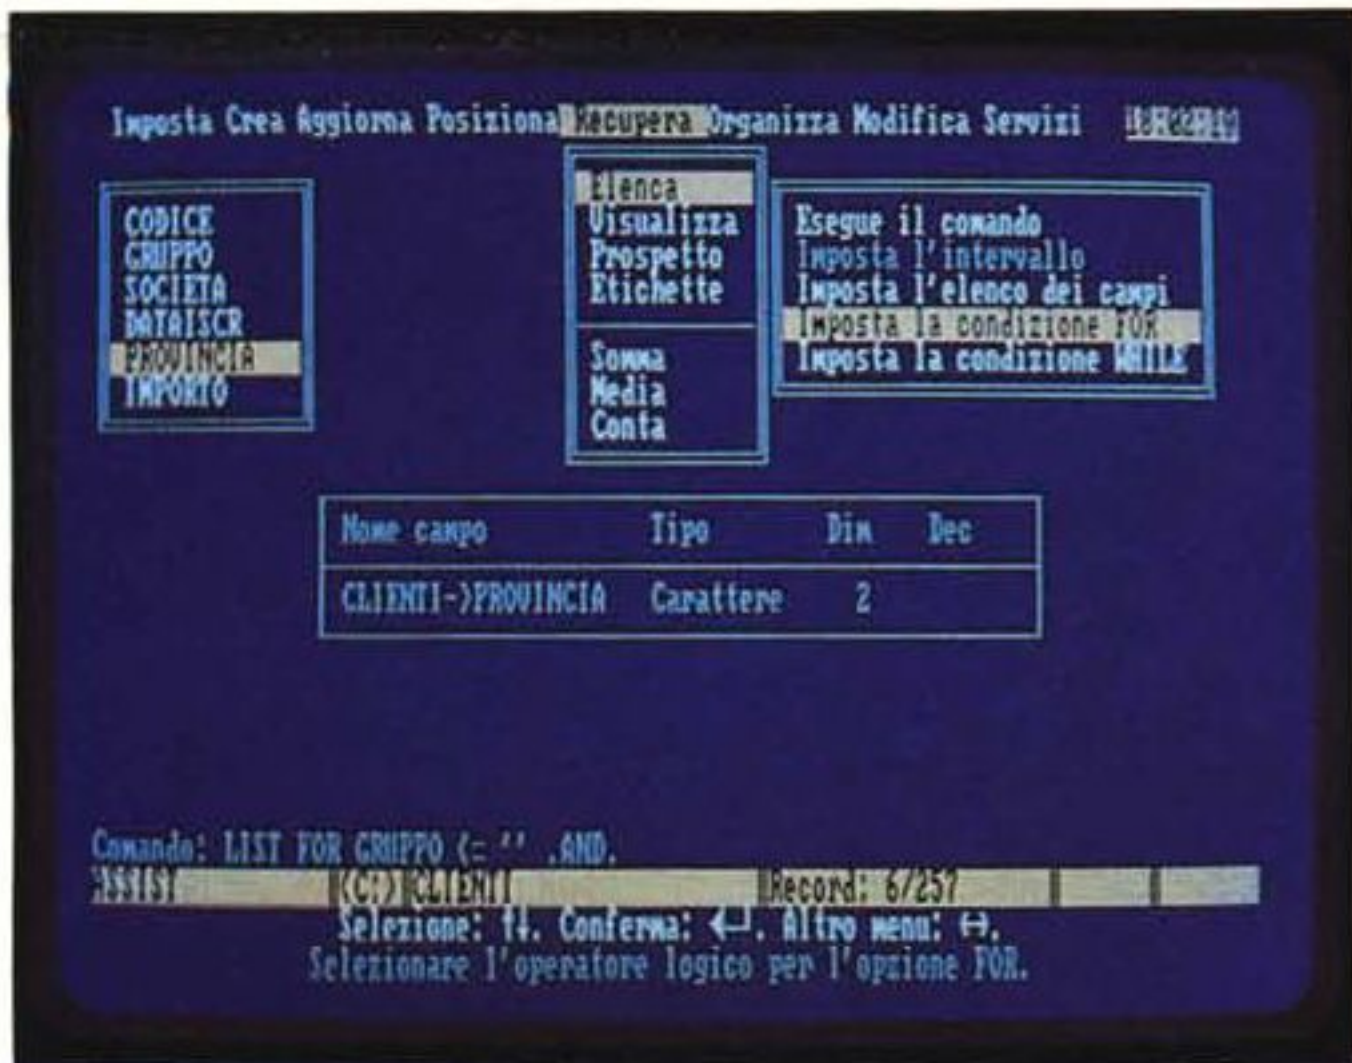 Imposta Crea Aggiorna Posiziona Recupera Organizza Modifica Servizi
CODICE
GRUPPO
SOCIETA
DATAISCR
PROVINCIA
IMPORTO
Elenca
Visualizza
Prospetto
Etichette
Somma
Media
Conta
Esegue il comando
Imposta l'intervallo
Imposta l'elenco dei campi
Imposta la condizione FOR
Imposta la condizione WHILE
Nome campo Tipo Dim Dec
CLIENTI->PROVINCIA Carattere 2
Comando: LIST FOR GRUPPO <= '' .AND.
ASSIST <C:> CLIENTI Record: 6/257
Selezione: ↑↓. Conferma: ←┘. Altro menu: ↔.
Selezionare l'operatore logico per l'opzione FOR.